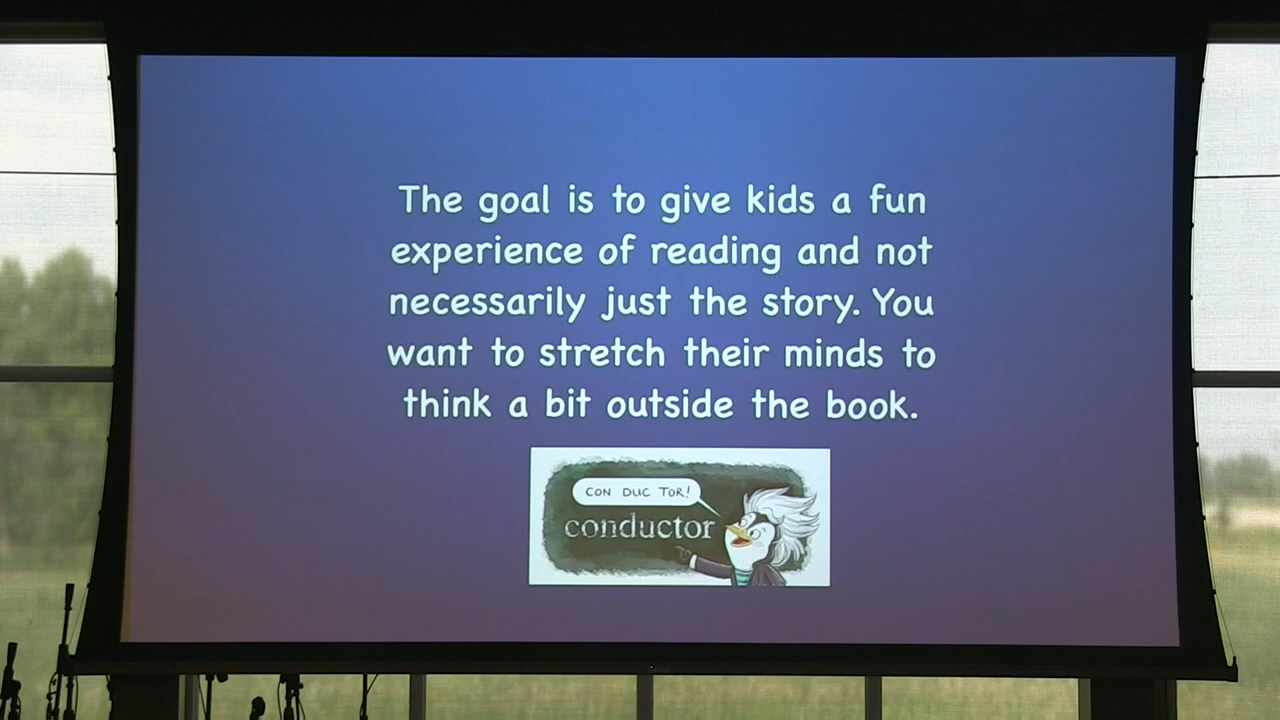 The goal is to give kids a fun
experience of reading and not
necessarily just the story. You
want to stretch their minds to
think a bit outside the book.
CON DUC TOR!
conductor